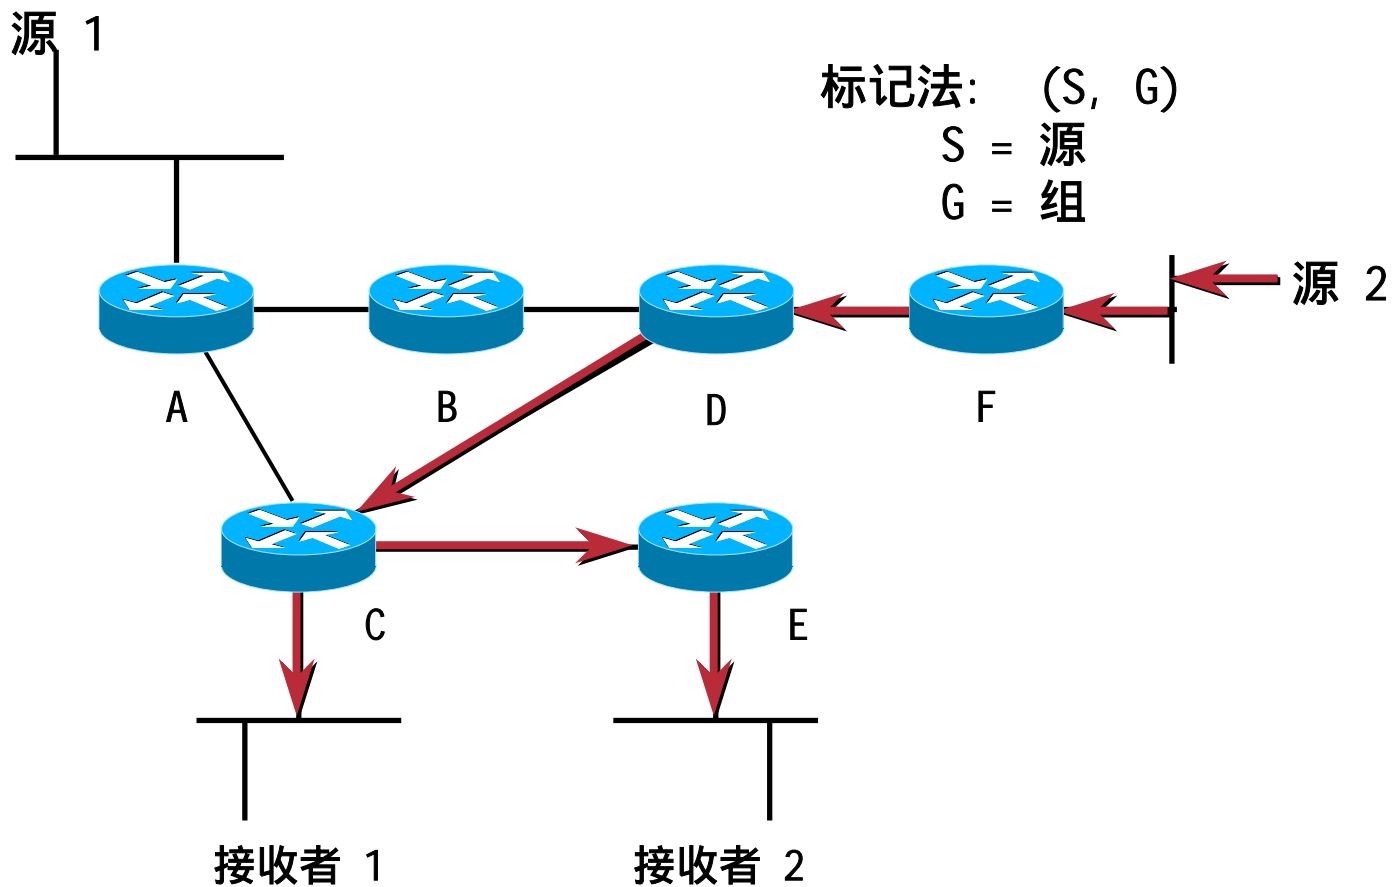 源 1
标记法: (S, G)
S = 源
G = 组
源 2
A
B
D
F
C
E
接收者 1
接收者 2